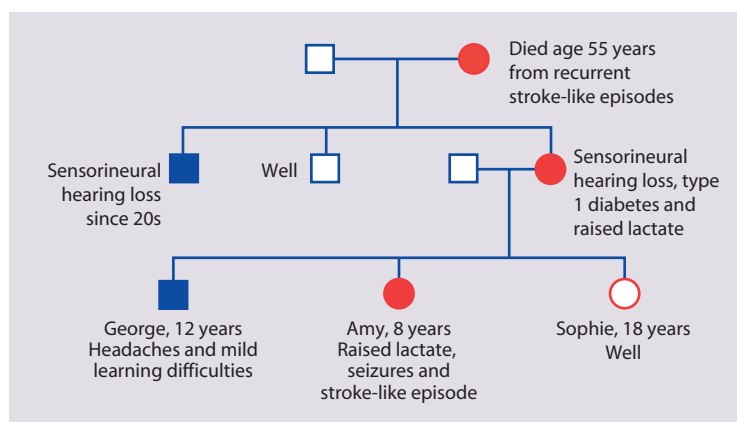 Died age 55 years
from recurrent
stroke-like episodes
Sensorineural
hearing loss
since 20s
Well
Sensorineural
hearing loss, type
1 diabetes and
raised lactate
George, 12 years
Headaches and mild
learning difficulties
Amy, 8 years
Raised lactate,
seizures and
stroke-like episode
Sophie, 18 years
Well